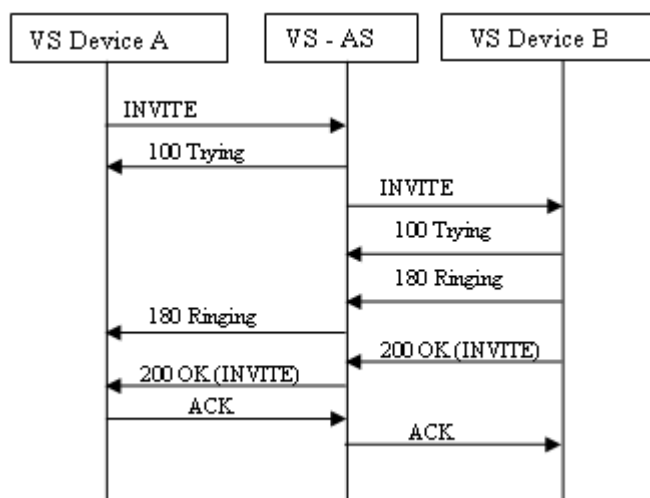 VS Device A
VS - AS
VS Device B
INVITE
100 Trying
INVITE
100 Trying
180 Ringing
180 Ringing
200 OK (INVITE)
200 OK (INVITE)
ACK
ACK